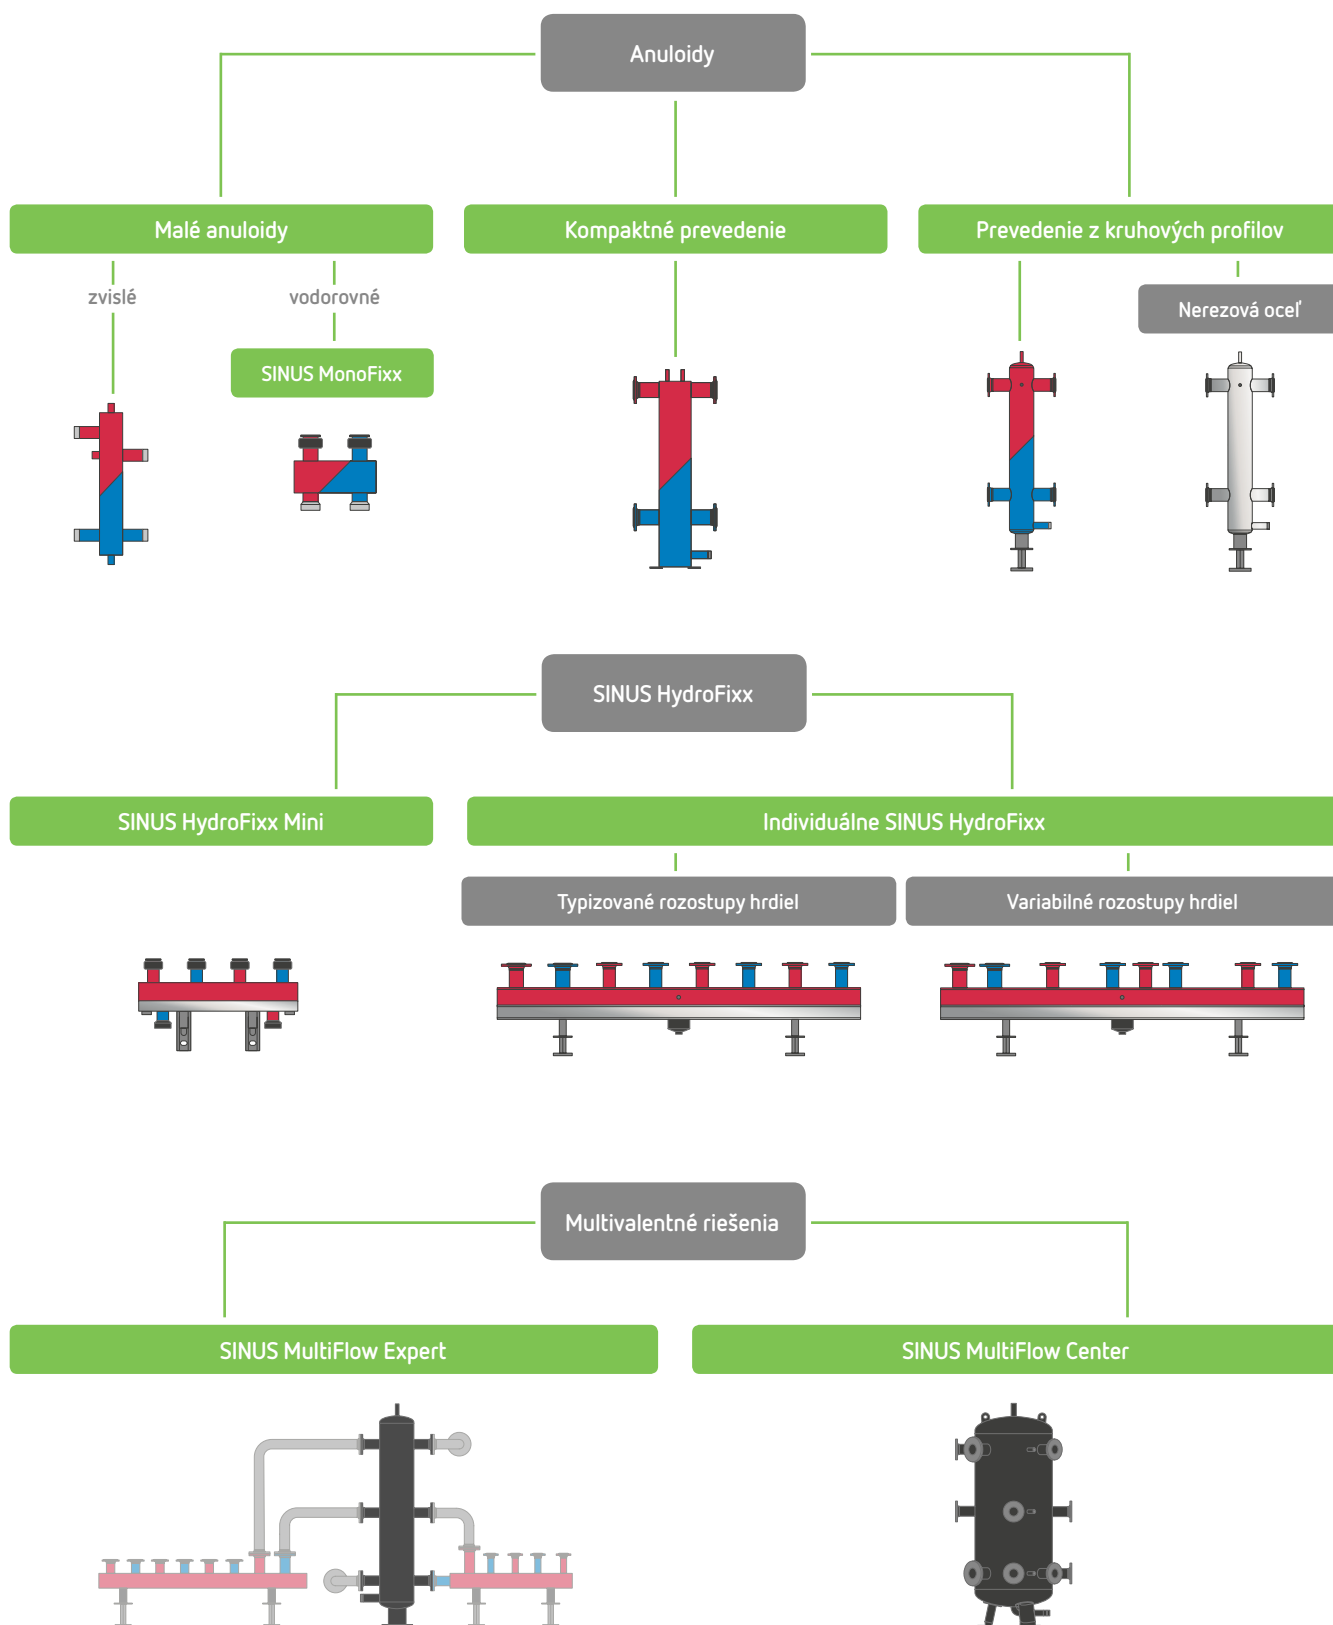 Anuloidy
Malé anuloidy
Kompaktné prevedenie
Prevedenie z kruhových profilov
zvislé
vodorovné
Nerezová oceľ
SINUS MonoFixx
SINUS HydroFixx
SINUS HydroFixx Mini
Individuálne SINUS HydroFixx
Typizované rozostupy hrdiel
Variabilné rozostupy hrdiel
Multivalentné riešenia
SINUS MultiFlow Expert
SINUS MultiFlow Center